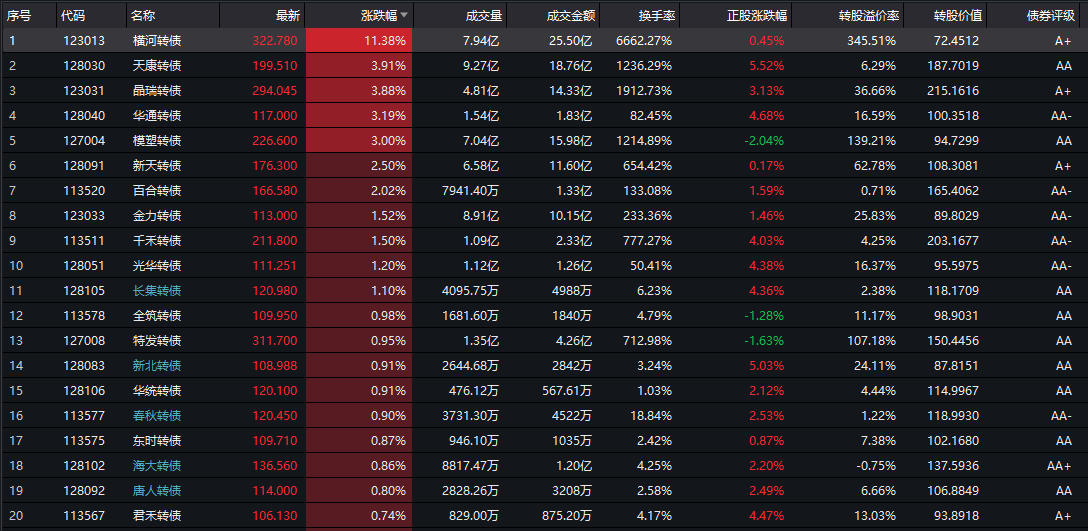 序号 代码 名称 最新 涨跌幅 成交量 成交金额 换手率 正股涨跌幅 转股溢价率 转股价值 债券评级
1 123013 横河转债 322.780 11.38% 7.94亿 25.50亿 6662.27% 0.45% 345.51% 72.4512 A+
2 128030 天康转债 199.510 3.91% 9.27亿 18.76亿 1236.29% 5.52% 6.29% 187.7019 AA
3 123031 晶瑞转债 294.045 3.88% 4.81亿 14.33亿 1912.73% 3.13% 36.66% 215.1616 A+
4 128040 华通转债 117.000 3.19% 1.54亿 1.83亿 82.45% 4.68% 16.59% 100.3518 AA-
5 127004 模塑转债 226.600 3.00% 7.04亿 15.98亿 1214.89% -2.04% 139.21% 94.7299 AA
6 128091 新天转债 176.300 2.50% 6.58亿 11.60亿 654.42% 0.17% 62.78% 108.3081 A+
7 113520 百合转债 166.580 2.02% 7941.40万 1.33亿 133.08% 1.59% 0.71% 165.4062 AA-
8 123033 金力转债 113.000 1.52% 8.91亿 10.15亿 233.36% 1.46% 25.83% 89.8029 AA-
9 113511 千禾转债 211.800 1.50% 1.09亿 2.33亿 777.27% 4.03% 4.25% 203.1677 AA-
10 128051 光华转债 111.251 1.20% 1.12亿 1.26亿 50.41% 4.38% 16.37% 95.5975 AA-
11 128105 长集转债 120.980 1.10% 4095.75万 4988万 6.23% 4.36% 2.38% 118.1709 AA
12 113578 全筑转债 109.950 0.98% 1681.60万 1840万 4.79% -1.28% 11.17% 98.9031 AA
13 127008 特发转债 311.700 0.95% 1.35亿 4.26亿 712.98% -1.63% 107.18% 150.4456 AA
14 128083 新北转债 108.988 0.91% 2644.68万 2842万 3.24% 5.03% 24.11% 87.8151 AA
15 128106 华统转债 120.100 0.91% 476.12万 567.61万 1.03% 2.12% 4.44% 114.9967 AA
16 113577 春秋转债 120.450 0.90% 3731.30万 4522万 18.84% 2.53% 1.22% 118.9930 AA-
17 113575 东时转债 109.710 0.87% 946.10万 1035万 2.42% 0.87% 7.38% 102.1680 AA
18 128102 海大转债 136.560 0.86% 8817.47万 1.20亿 4.25% 2.20% -0.75% 137.5936 AA+
19 128092 唐人转债 114.000 0.80% 2828.26万 3208万 2.58% 2.49% 6.66% 106.8849 AA
20 113567 君禾转债 106.130 0.74% 829.00万 875.20万 4.17% 4.47% 13.03% 93.8918 A+